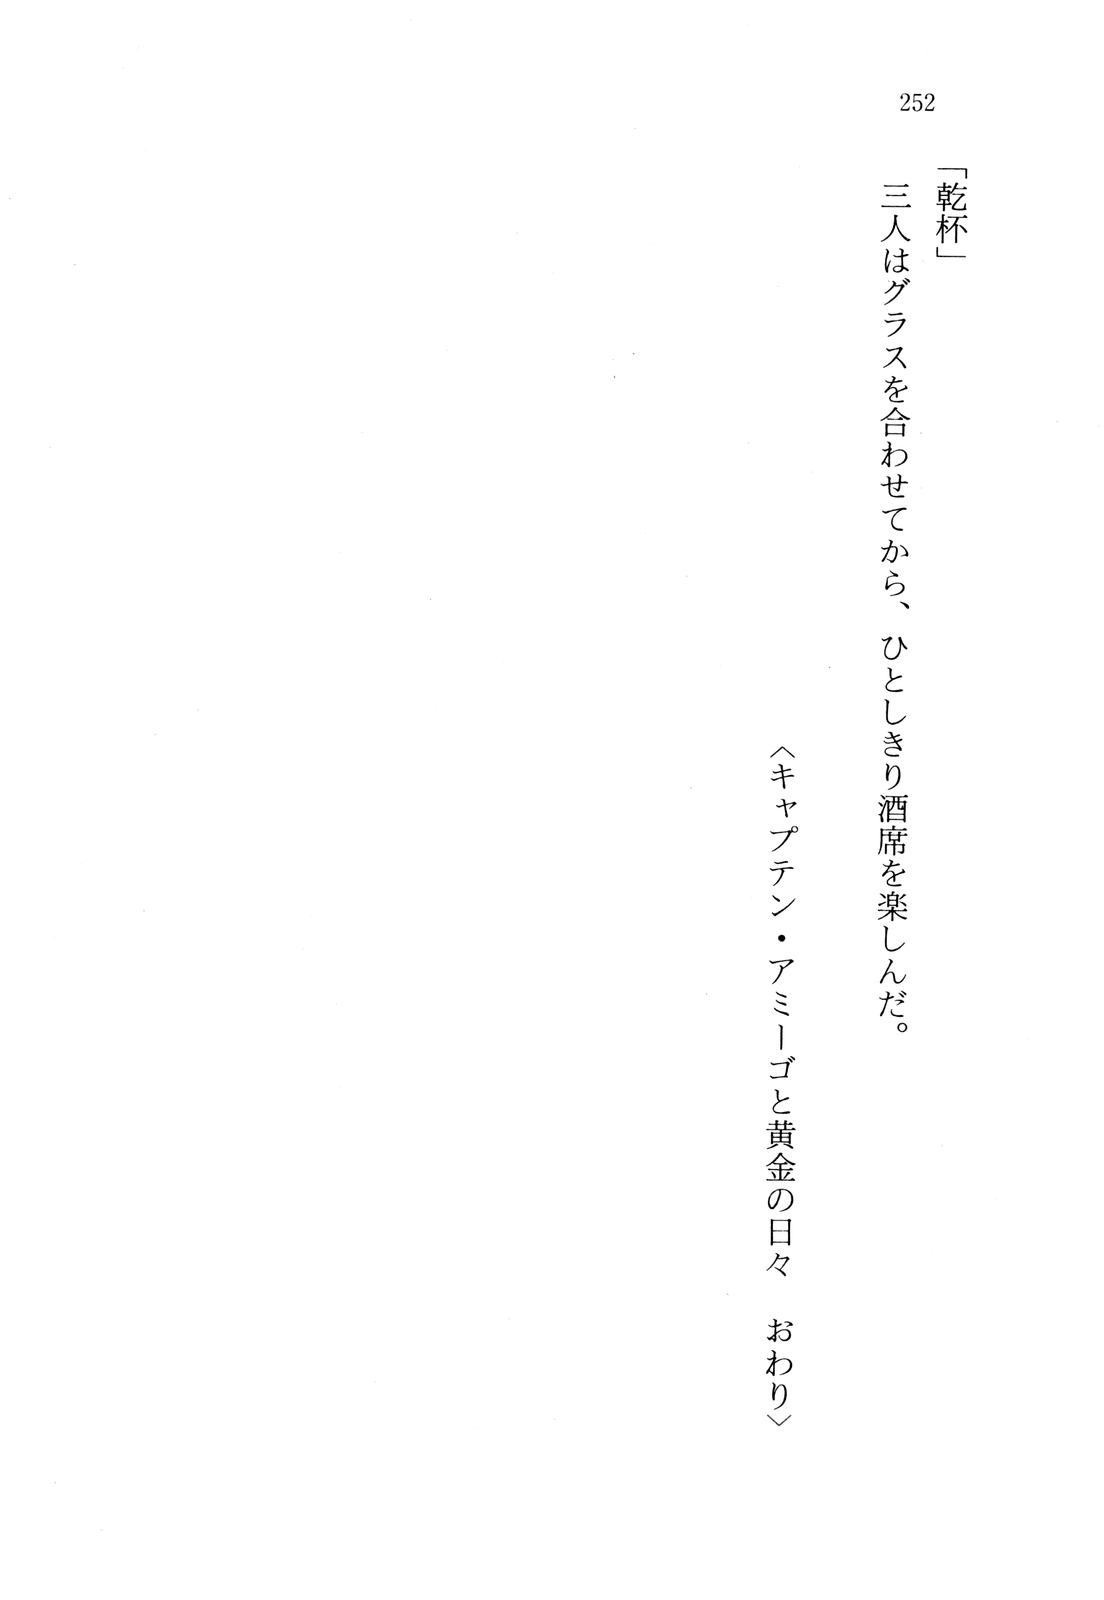 252
「乾杯」
　三人はグラスを合わせてから、ひとしきり酒席を楽しんだ。
〈キャプテン・アミーゴと黄金の日々　おわり〉